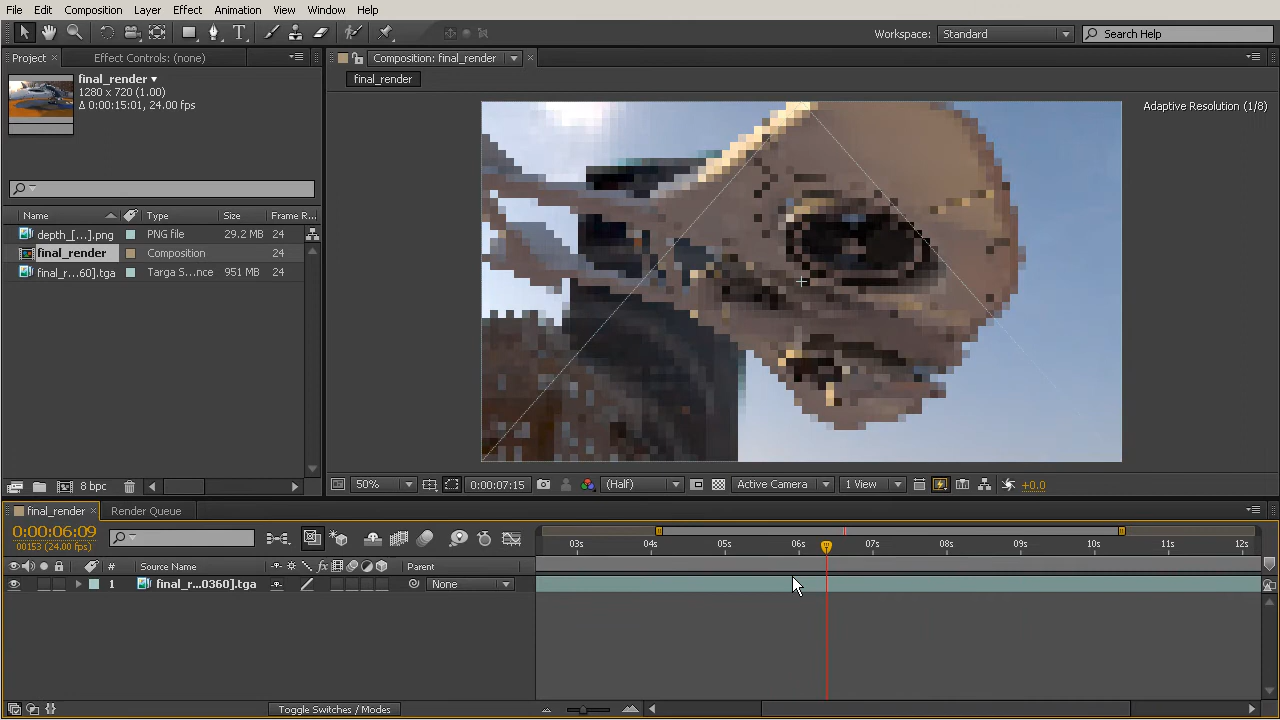 File Edit Composition Layer Effect Animation View Window Help
Workspace: Standard Search Help
Project × Effect Controls: (none) Composition: final_render ×
final_render
1280 x 720 (1.00)
Δ 0:00:15:01, 24.00 fps
final_render
Adaptive Resolution (1/8)
Name Type Size Frame R...
depth_[...].png PNG file 29.2 MB 24
final_render Composition 24
final_r...60].tga Targa S...nce 951 MB 24
8 bpc
50% 0:00:07:15 (Half) Active Camera 1 View +0.0
final_render × Render Queue
0:00:06:09
00153 (24.00 fps)
03s 04s 05s 06s 07s 08s 09s 10s 11s 12s
# Source Name Parent
1 final_r...0360].tga None
Toggle Switches / Modes